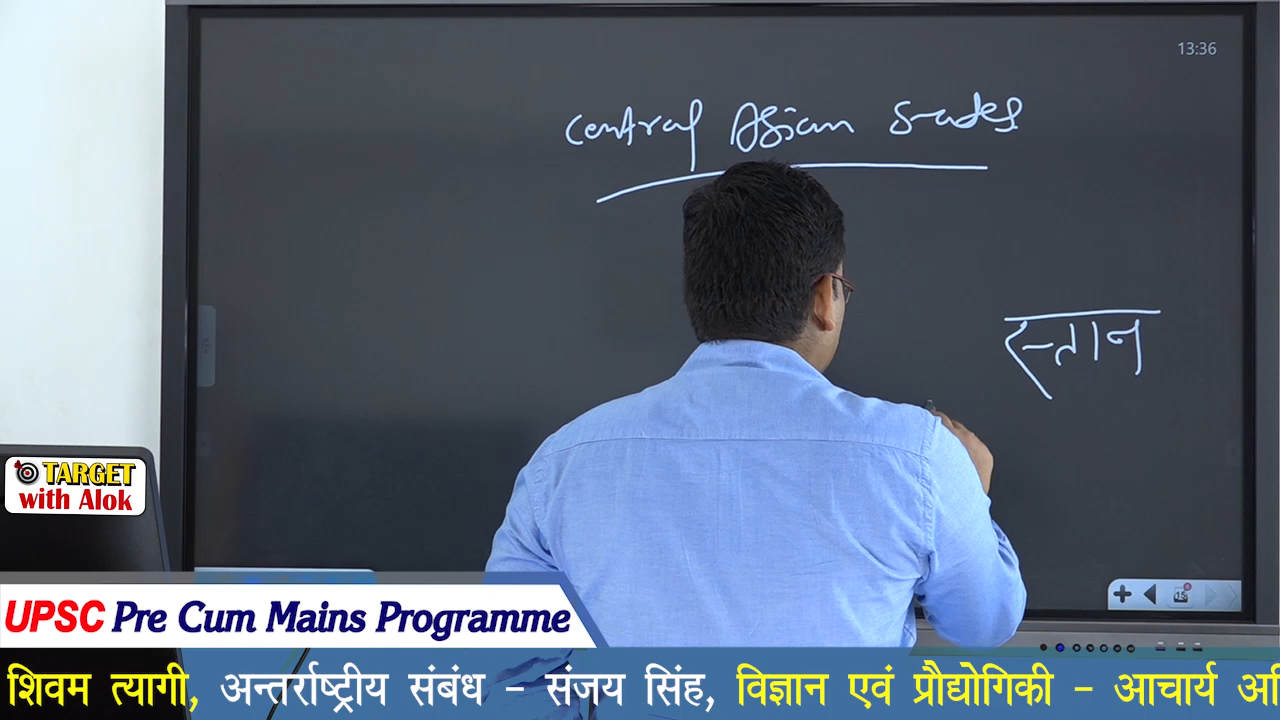 13:36
Central Asian States
स्तान
TARGET
with Alok
UPSC Pre Cum Mains Programme
शिवम त्यागी, अन्तर्राष्ट्रीय संबंध - संजय सिंह, विज्ञान एवं प्रौद्योगिकी - आचार्य